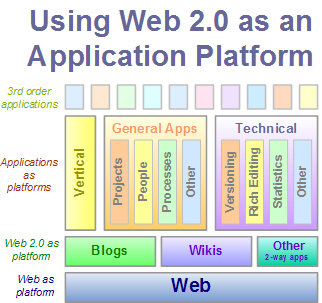 Using Web 2.0 as an
Application Platform
3rd order
applications
Applications
as
platforms
Vertical
General Apps
Projects
People
Processes
Other
Technical
Versioning
Rich Editing
Statistics
Other
Web 2.0 as
platform
Blogs
Wikis
Other
2-way apps
Web as
platform
Web